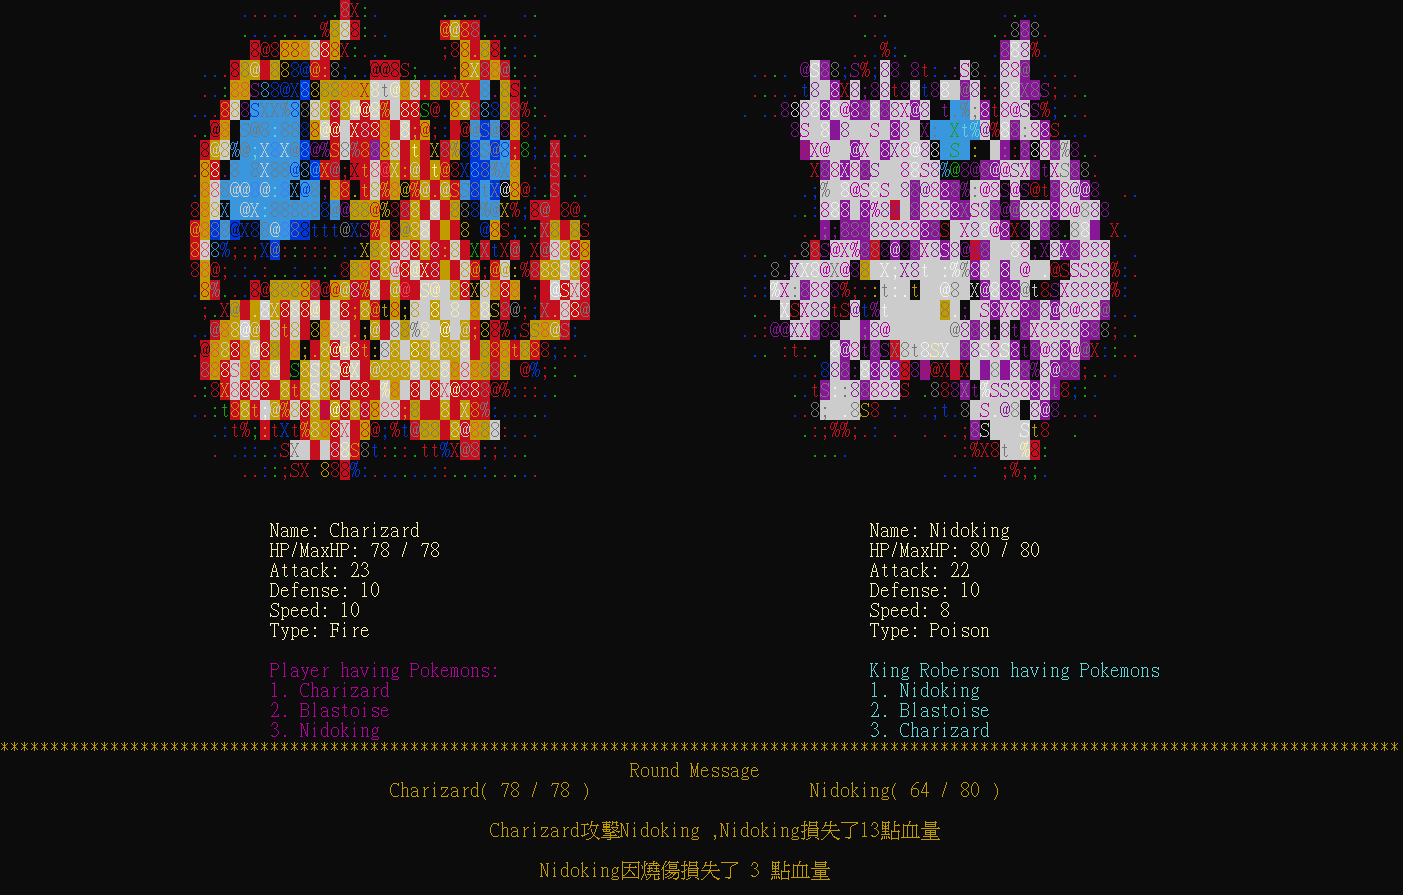 Name: Charizard
HP/MaxHP: 78 / 78
Attack: 23
Defense: 10
Speed: 10
Type: Fire
Name: Nidoking
HP/MaxHP: 80 / 80
Attack: 22
Defense: 10
Speed: 8
Type: Poison
Player having Pokemons:
1. Charizard
2. Blastoise
3. Nidoking
King Roberson having Pokemons
1. Nidoking
2. Blastoise
3. Charizard
Round Message
Charizard( 78 / 78 )
Nidoking( 64 / 80 )
Charizard攻擊Nidoking ,Nidoking損失了13點血量
Nidoking因燒傷損失了 3 點血量